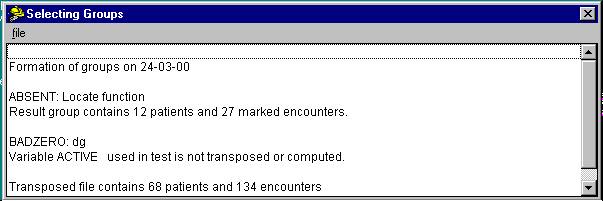 Selecting Groups
file
Formation of groups on 24-03-00
ABSENT: Locate function
Result group contains 12 patients and 27 marked encounters.
BADZERO: dg
Variable ACTIVE   used in test is not transposed or computed.
Transposed file contains 68 patients and 134 encounters